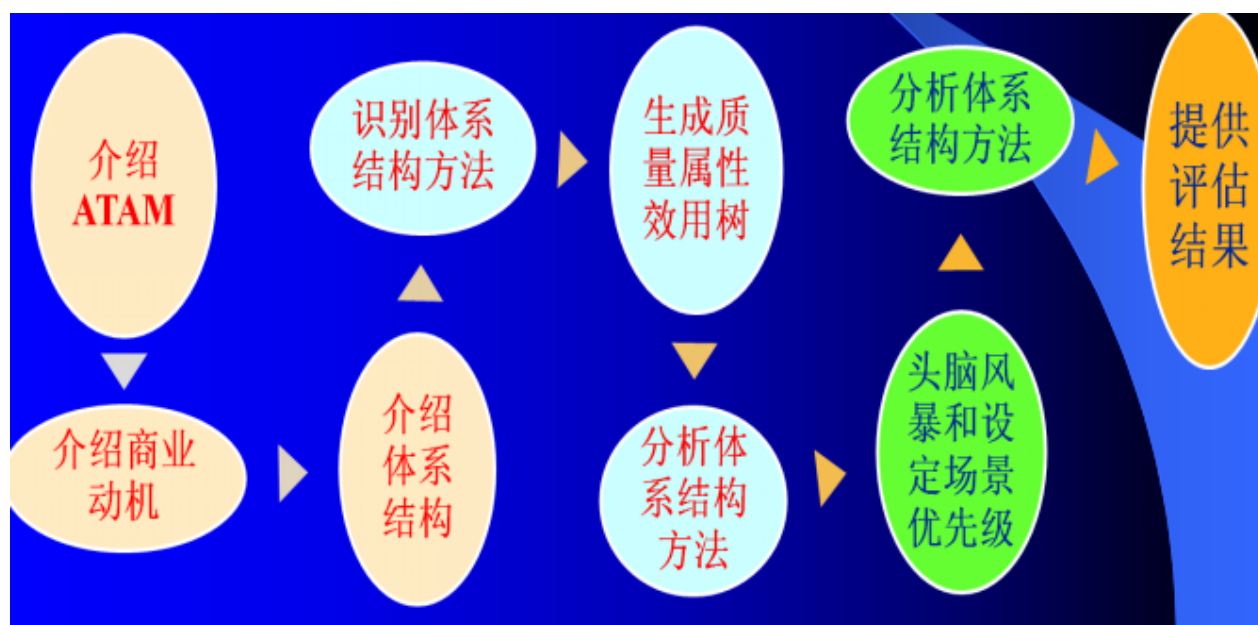 介绍
ATAM
介绍商业
动机
介绍
体系
结构
识别体系
结构方法
生成质
量属性
效用树
分析体
系结构
方法
头脑风
暴和设
定场景
优先级
分析体系
结构方法
提供
评估
结果